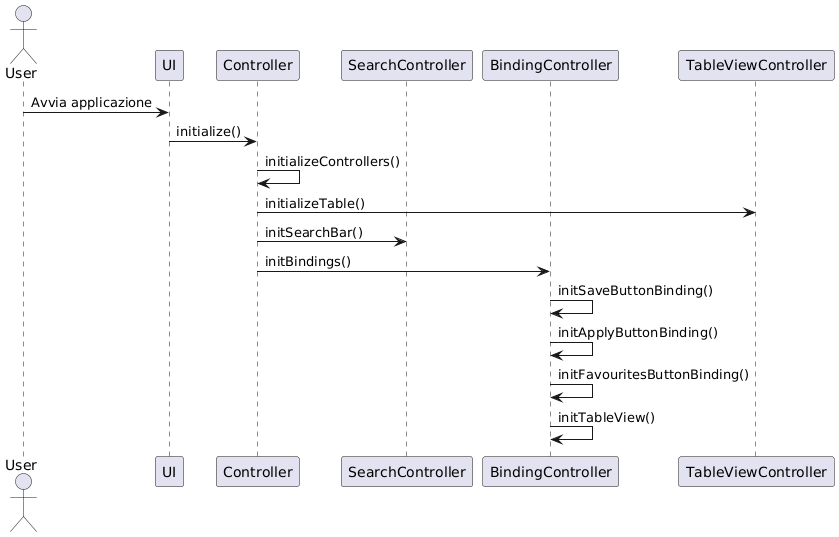 User
UI
Controller
SearchController
BindingController
TableViewController
Avvia applicazione
initialize()
initializeControllers()
initializeTable()
initSearchBar()
initBindings()
initSaveButtonBinding()
initApplyButtonBinding()
initFavouritesButtonBinding()
initTableView()
User
UI
Controller
SearchController
BindingController
TableViewController